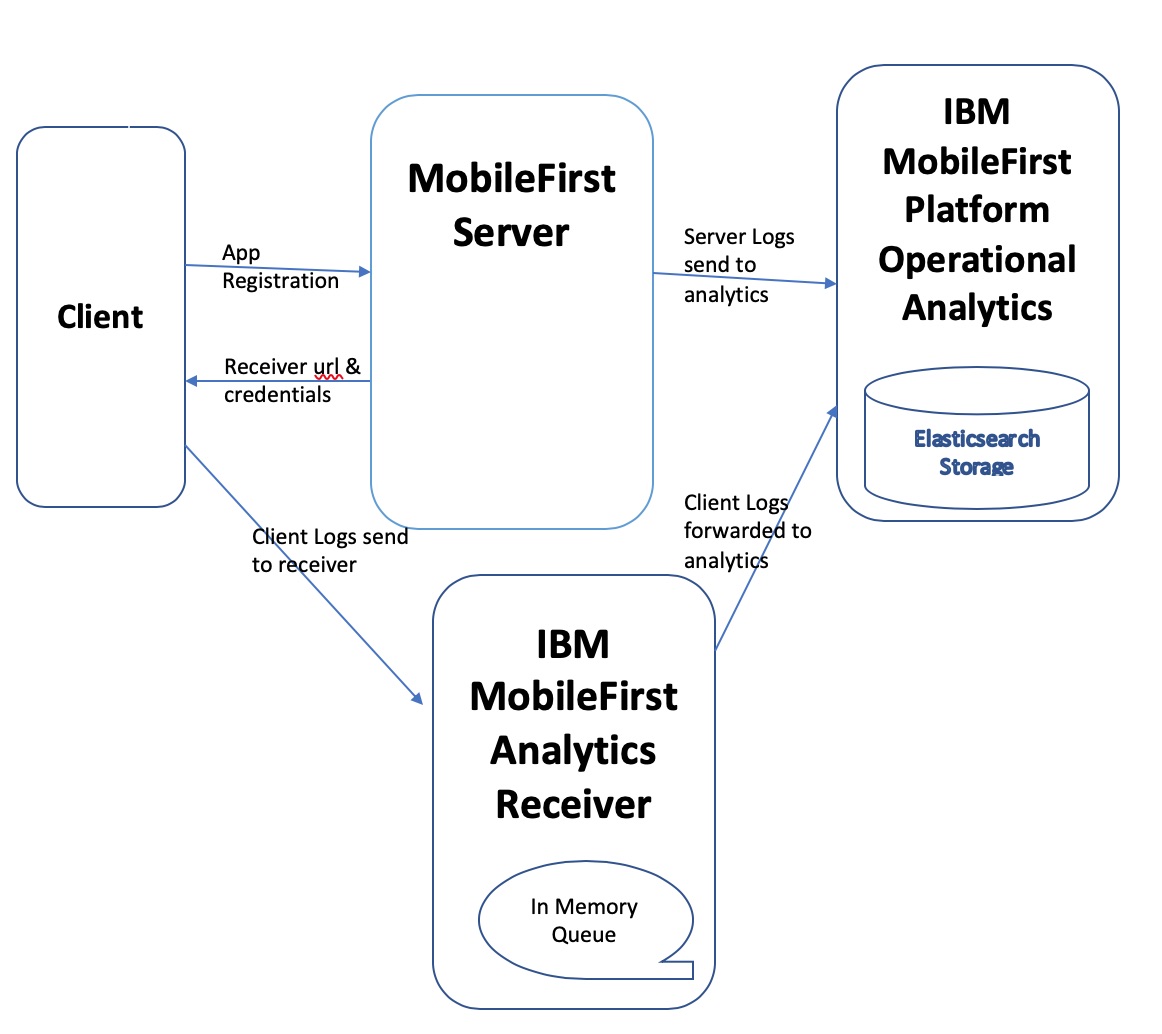 Client
App
Registration
Receiver url &
credentials
MobileFirst
Server
Server Logs
send to
analytics
IBM
MobileFirst
Platform
Operational
Analytics
Elasticsearch
Storage
Client Logs send
to receiver
Client Logs
forwarded to
analytics
IBM
MobileFirst
Analytics
Receiver
In Memory
Queue